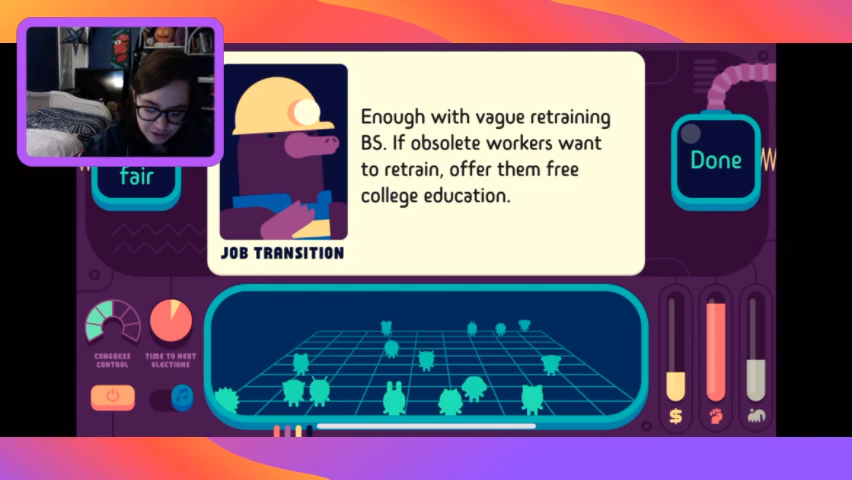 Enough with vague retraining
BS. If obsolete workers want
to retrain, offer them free
college education.
JOB TRANSITION
fair
Done
CONGRESS
CONTROL
TIME TO NEXT
ELECTIONS
$